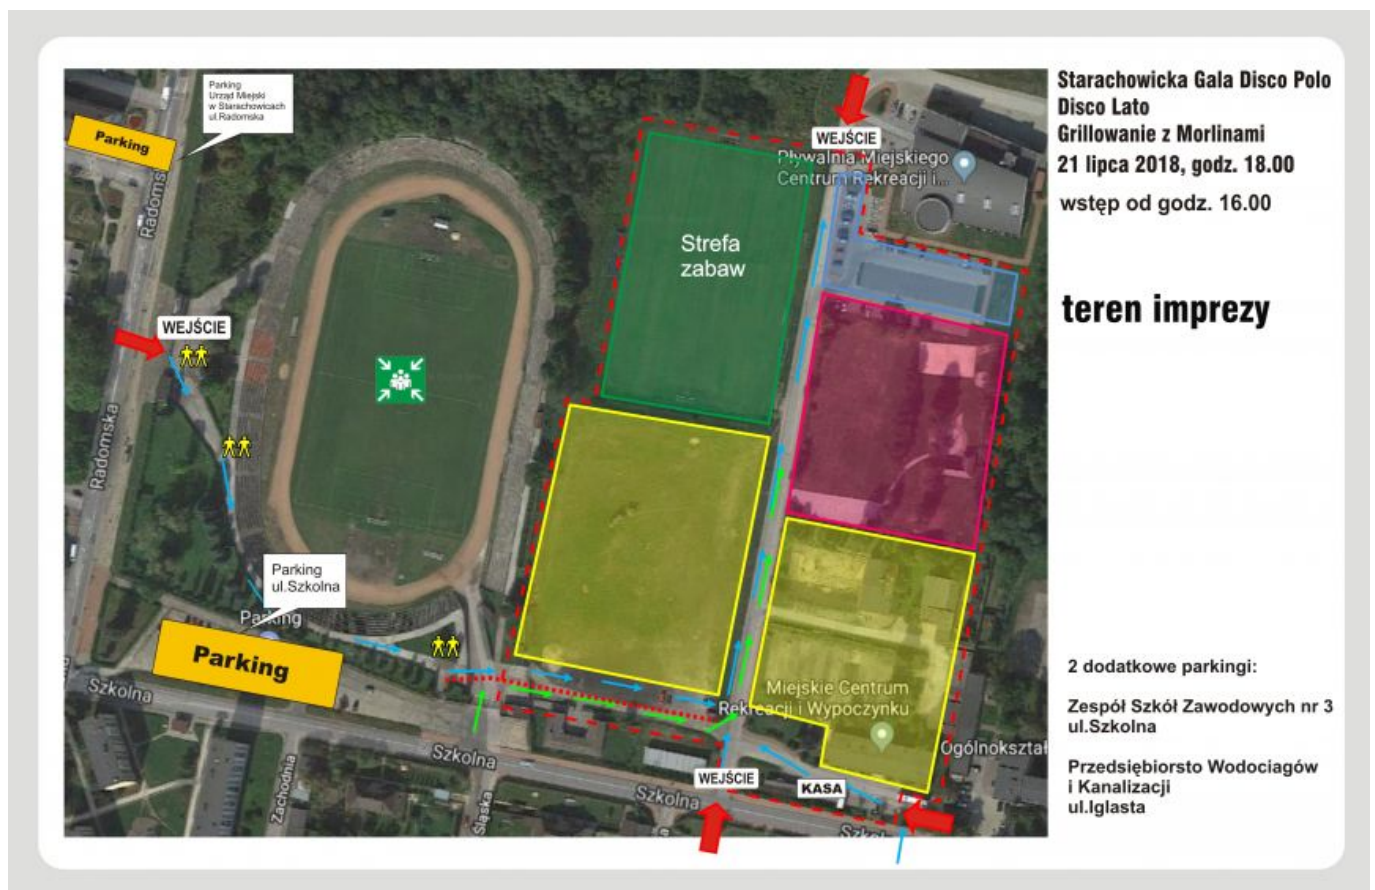 Starachowicka Gala Disco Polo
Disco Lato
Grillowanie z Morlinami
21 lipca 2018, godz. 18.00
wstęp od godz. 16.00
teren imprezy
2 dodatkowe parkingi:
Zespół Szkół Zawodowych nr 3
ul.Szkolna
Przedsiębiorsto Wodociagów
i Kanalizacji
ul.Iglasta
Parking
Urząd Miejski
w Starachowicach
ul.Radomska
Parking
Radomska
WEJŚCIE
Pływalnia Miejskiego
Centrum Rekreacji i...
Strefa
zabaw
WEJŚCIE
Radomska
Parking
ul.Szkolna
Parking
Parking
Szkolna
Szkolna
Zachodnia
Śląska
Miejskie Centrum
Rekreacji i Wypoczynku
Ogólnokształ
WEJŚCIE
KASA
Szkolna
Szkolna